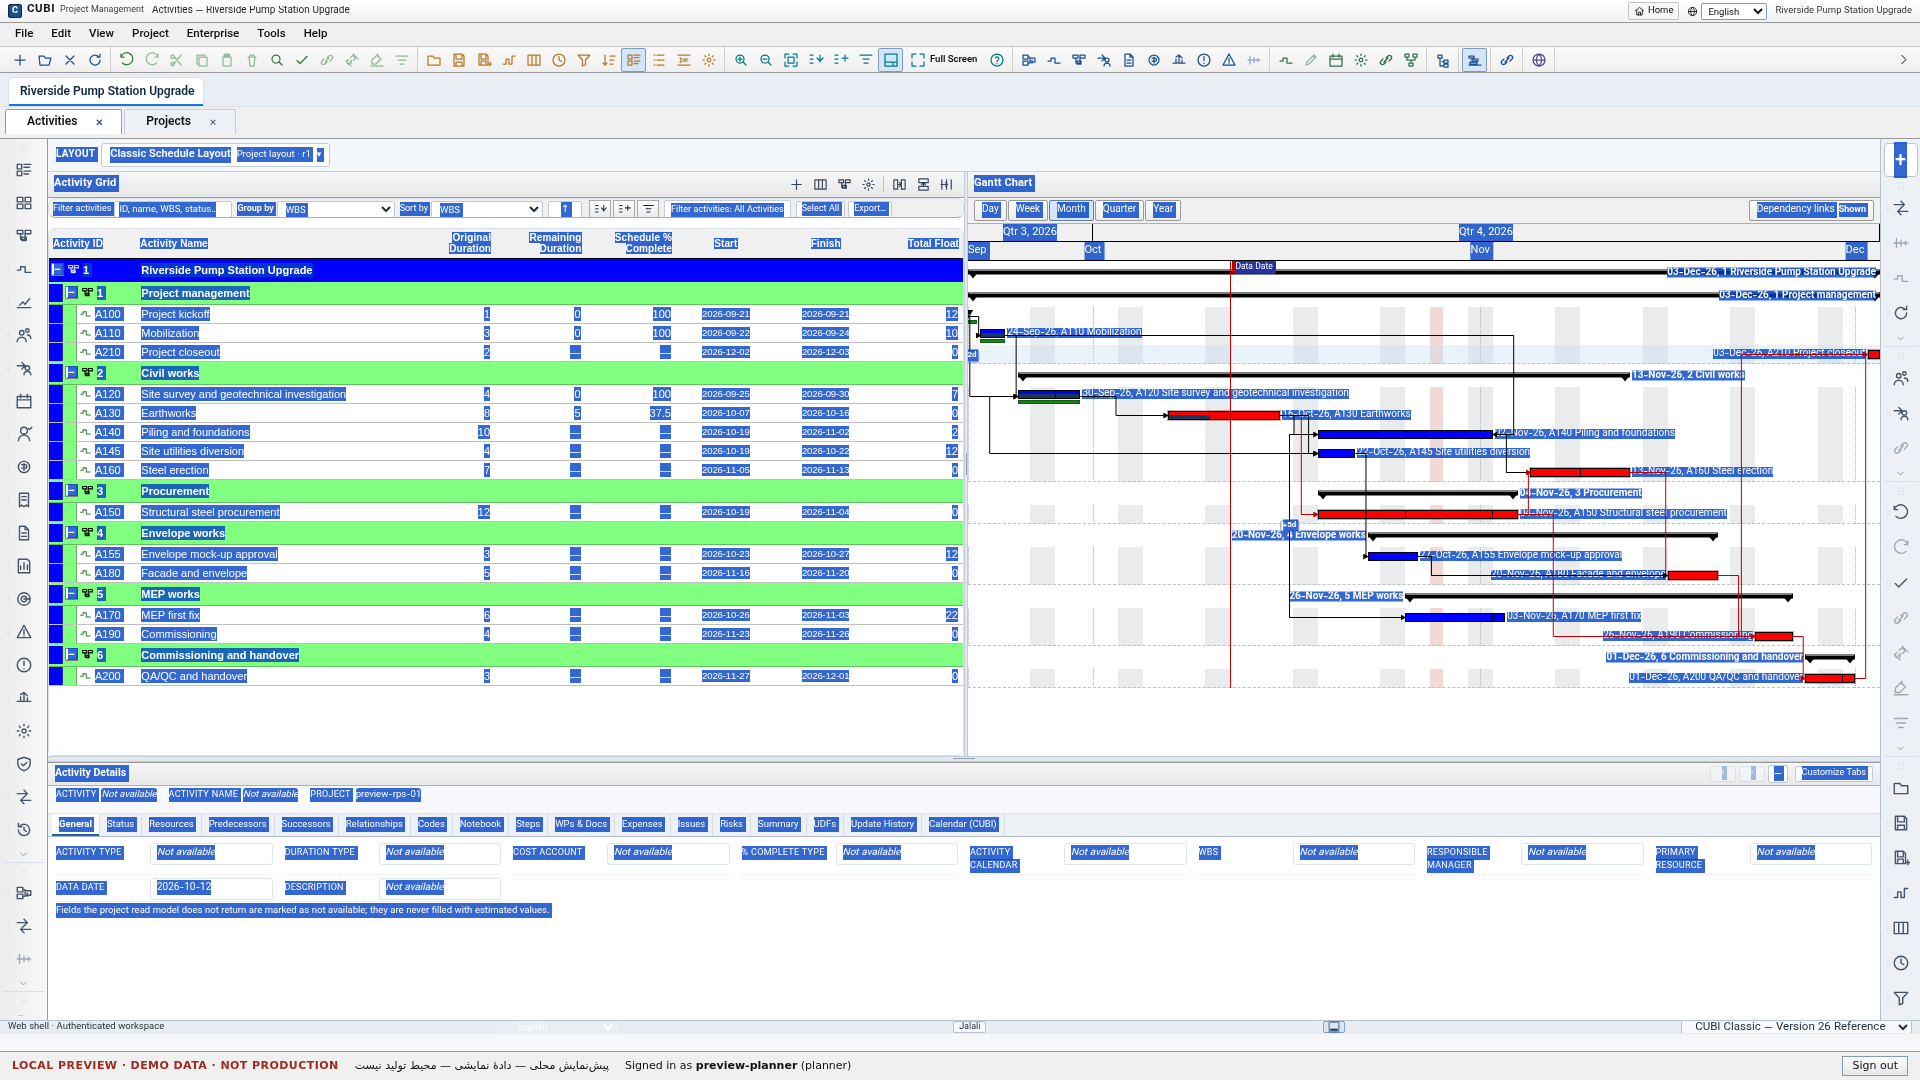 CUBI Project Management Activities — Riverside Pump Station Upgrade Home English Riverside Pump Station Upgrade
File Edit View Project Enterprise Tools Help
Full Screen
Riverside Pump Station Upgrade
Activities × Projects ×
LAYOUT Classic Schedule Layout Project layout · r1
Activity Grid
Filter activities ID, name, WBS, status.. Group by WBS Sort by WBS Filter activities: All Activities Select All Export...
Activity ID Activity Name Original Duration Remaining Duration Schedule % Complete Start Finish Total Float
1 Riverside Pump Station Upgrade
1 Project management
A100 Project kickoff 1 0 100 2026-09-21 2026-09-21 12
A110 Mobilization 3 0 100 2026-09-22 2026-09-24 10
A210 Project closeout 2 — — 2026-12-02 2026-12-03 0
2 Civil works
A120 Site survey and geotechnical investigation 4 0 100 2026-09-25 2026-09-30 7
A130 Earthworks 8 5 37.5 2026-10-07 2026-10-16 0
A140 Piling and foundations 10 — — 2026-10-19 2026-11-02 2
A145 Site utilities diversion 4 — — 2026-10-19 2026-10-22 12
A160 Steel erection 7 — — 2026-11-05 2026-11-13 0
3 Procurement
A150 Structural steel procurement 12 — — 2026-10-19 2026-11-04 0
4 Envelope works
A155 Envelope mock-up approval 3 — — 2026-10-23 2026-10-27 12
A180 Facade and envelope 5 — — 2026-11-16 2026-11-20 0
5 MEP works
A170 MEP first fix 6 — — 2026-10-26 2026-11-03 22
A190 Commissioning 4 — — 2026-11-23 2026-11-26 0
6 Commissioning and handover
A200 QA/QC and handover 3 — — 2026-11-27 2026-12-01 0
Gantt Chart
Day Week Month Quarter Year Dependency links Shown
Qtr 3, 2026 Qtr 4, 2026
Sep Oct Nov Dec
Data Date
03-Dec-26, 1 Riverside Pump Station Upgrade
03-Dec-26, 1 Project management
24-Sep-26, A110 Mobilization
2d 03-Dec-26, A210 Project closeout
13-Nov-26, 2 Civil works
30-Sep-26, A120 Site survey and geotechnical investigation
16-Oct-26, A130 Earthworks
02-Nov-26, A140 Piling and foundations
22-Oct-26, A145 Site utilities diversion
13-Nov-26, A160 Steel erection
04-Nov-26, 3 Procurement
04-Nov-26, A150 Structural steel procurement
+5d
20-Nov-26, 4 Envelope works
27-Oct-26, A155 Envelope mock-up approval
20-Nov-26, A180 Facade and envelope
26-Nov-26, 5 MEP works
03-Nov-26, A170 MEP first fix
26-Nov-26, A190 Commissioning
01-Dec-26, 6 Commissioning and handover
01-Dec-26, A200 QA/QC and handover
Activity Details Customize Tabs
ACTIVITY Not available ACTIVITY NAME Not available PROJECT preview-rps-01
General Status Resources Predecessors Successors Relationships Codes Notebook Steps WPs & Docs Expenses Issues Risks Summary UDFs Update History Calendar (CUBI)
ACTIVITY TYPE Not available DURATION TYPE Not available COST ACCOUNT Not available % COMPLETE TYPE Not available ACTIVITY CALENDAR Not available WBS Not available RESPONSIBLE MANAGER Not available PRIMARY RESOURCE Not available
DATA DATE 2026-10-12 DESCRIPTION Not available
Fields the project read model does not return are marked as not available; they are never filled with estimated values.
Web shell · Authenticated workspace English Jalali CUBI Classic — Version 26 Reference
LOCAL PREVIEW · DEMO DATA · NOT PRODUCTION پیش‌نمایش محلی — دادهٔ نمایشی — محیط تولید نیست Signed in as preview-planner (planner) Sign out